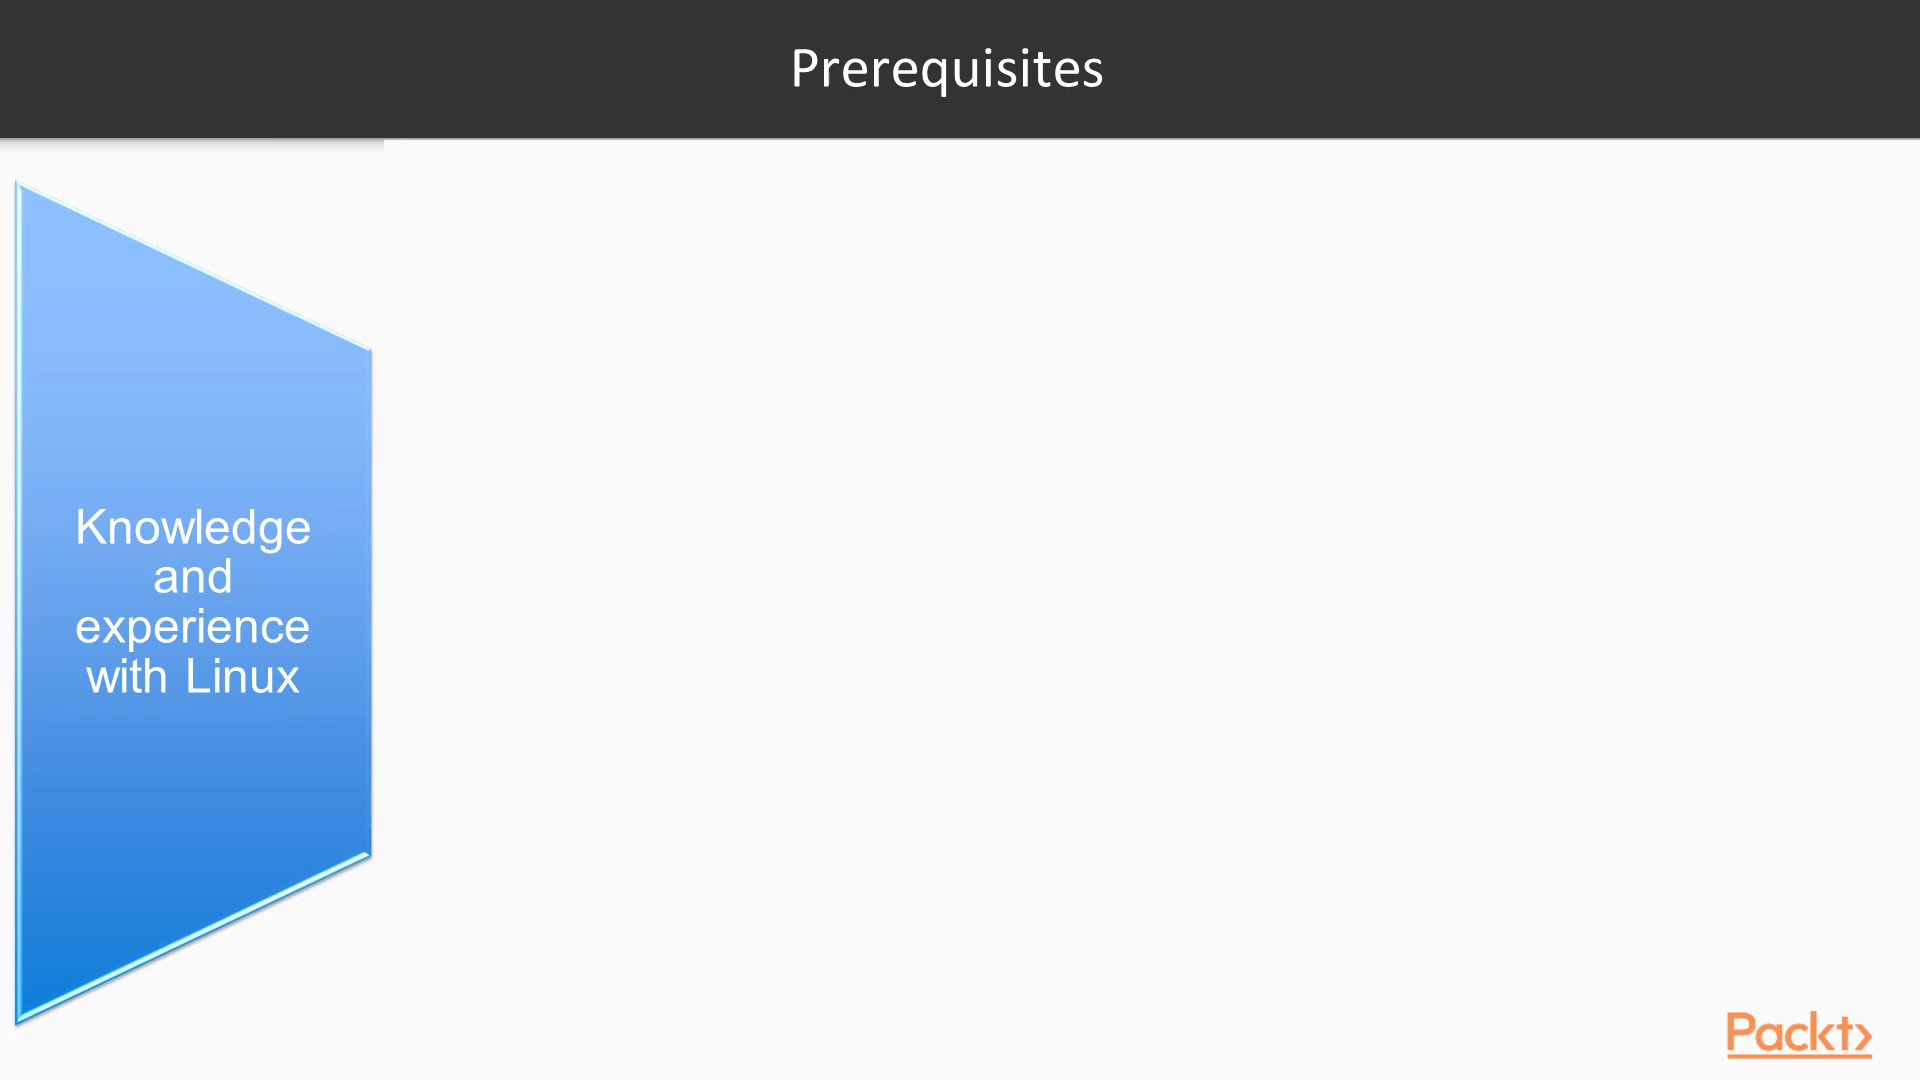 Prerequisites
Knowledge
and
experience
with Linux
Packt>